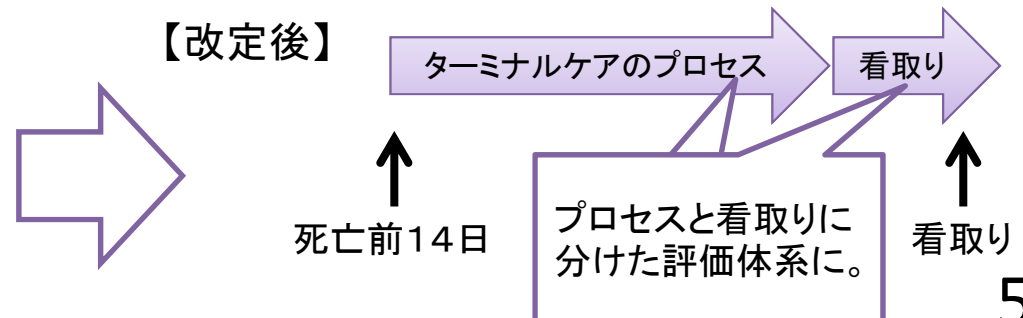 【改定後】
ターミナルケアのプロセス
看取り
死亡前１４日
プロセスと看取りに
分けた評価体系に。
看取り
5